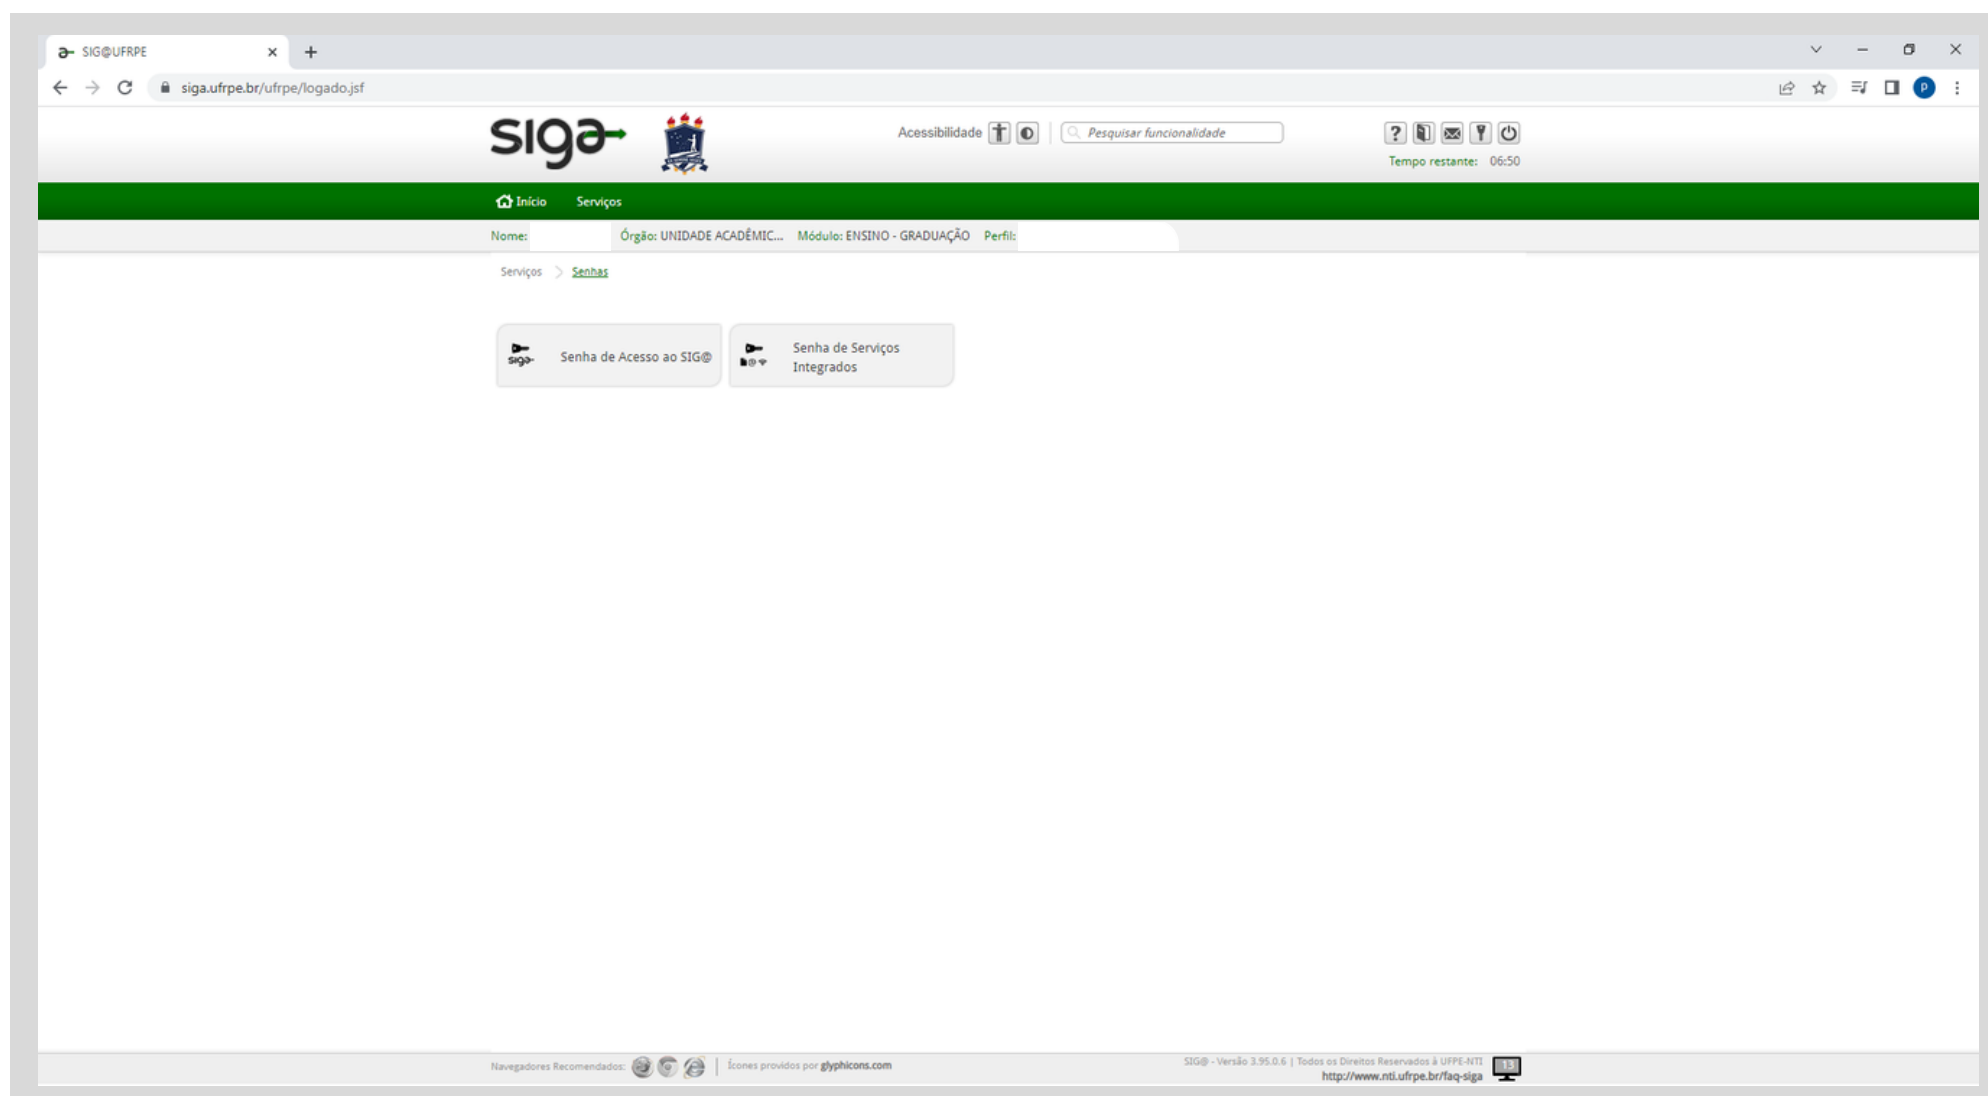 SIG@UFRPE
siga.ufrpe.br/ufrpe/logado.jsf
P
siga
Acessibilidade
Pesquisar funcionalidade
Tempo restante: 06:50
Início Serviços
Nome: Órgão: UNIDADE ACADÊMIC... Módulo: ENSINO - GRADUAÇÃO Perfil:
Serviços Senhas
siga Senha de Acesso ao SIG@
Senha de Serviços
Integrados
Navegadores Recomendados: Ícones providos por glyphicons.com
SIG@ - Versão 3.95.0.6 | Todos os Direitos Reservados à UFPE-NTI
http://www.nti.ufrpe.br/faq-siga
13